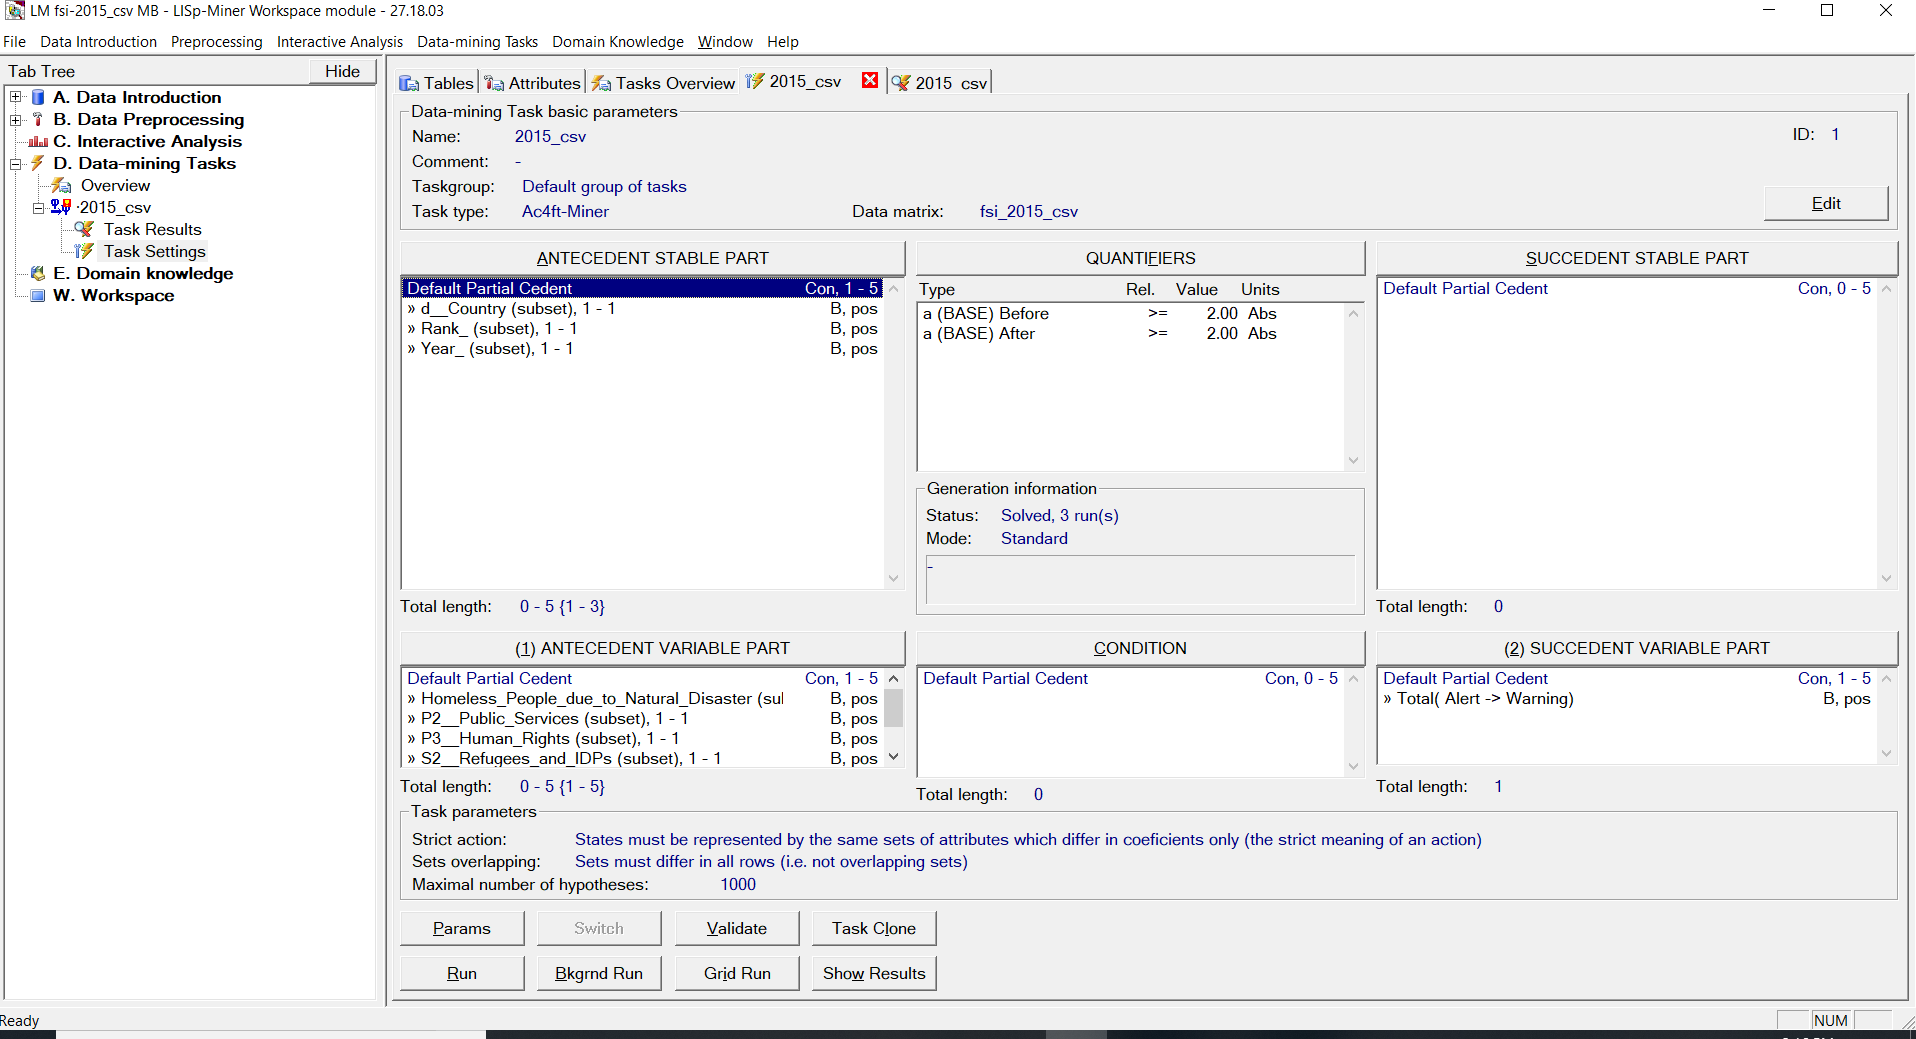 LM fsi-2015_csv MB - LISp-Miner Workspace module - 27.18.03
File Data Introduction Preprocessing Interactive Analysis Data-mining Tasks Domain Knowledge Window Help
Tab Tree Hide
A. Data Introduction
B. Data Preprocessing
C. Interactive Analysis
D. Data-mining Tasks
Overview
·2015_csv
Task Results
Task Settings
E. Domain knowledge
W. Workspace
Tables Attributes Tasks Overview 2015_csv 2015 csv
Data-mining Task basic parameters
Name: 2015_csv ID: 1
Comment: -
Taskgroup: Default group of tasks
Task type: Ac4ft-Miner Data matrix: fsi_2015_csv Edit
ANTECEDENT STABLE PART
Default Partial Cedent Con, 1 - 5
» d__Country (subset), 1 - 1 B, pos
» Rank_ (subset), 1 - 1 B, pos
» Year_ (subset), 1 - 1 B, pos
Total length: 0 - 5 {1 - 3}
QUANTIFIERS
Type Rel. Value Units
a (BASE) Before >= 2.00 Abs
a (BASE) After >= 2.00 Abs
Generation information
Status: Solved, 3 run(s)
Mode: Standard
-
SUCCEDENT STABLE PART
Default Partial Cedent Con, 0 - 5
Total length: 0
(1) ANTECEDENT VARIABLE PART
Default Partial Cedent Con, 1 - 5
» Homeless_People_due_to_Natural_Disaster (sul B, pos
» P2__Public_Services (subset), 1 - 1 B, pos
» P3__Human_Rights (subset), 1 - 1 B, pos
» S2__Refugees_and_IDPs (subset), 1 - 1 B, pos
Total length: 0 - 5 {1 - 5}
CONDITION
Default Partial Cedent Con, 0 - 5
Total length: 0
(2) SUCCEDENT VARIABLE PART
Default Partial Cedent Con, 1 - 5
» Total( Alert -> Warning) B, pos
Total length: 1
Task parameters
Strict action: States must be represented by the same sets of attributes which differ in coeficients only (the strict meaning of an action)
Sets overlapping: Sets must differ in all rows (i.e. not overlapping sets)
Maximal number of hypotheses: 1000
Params Switch Validate Task Clone
Run Bkgrnd Run Grid Run Show Results
Ready NUM